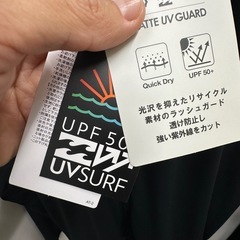 MATTE UV GUARD
Quick Dry
UPF 50+
光沢を抑えたリサイクル
素材のラッシュガード
透け防止し
強い紫外線をカット
UPF 50
UVSURF